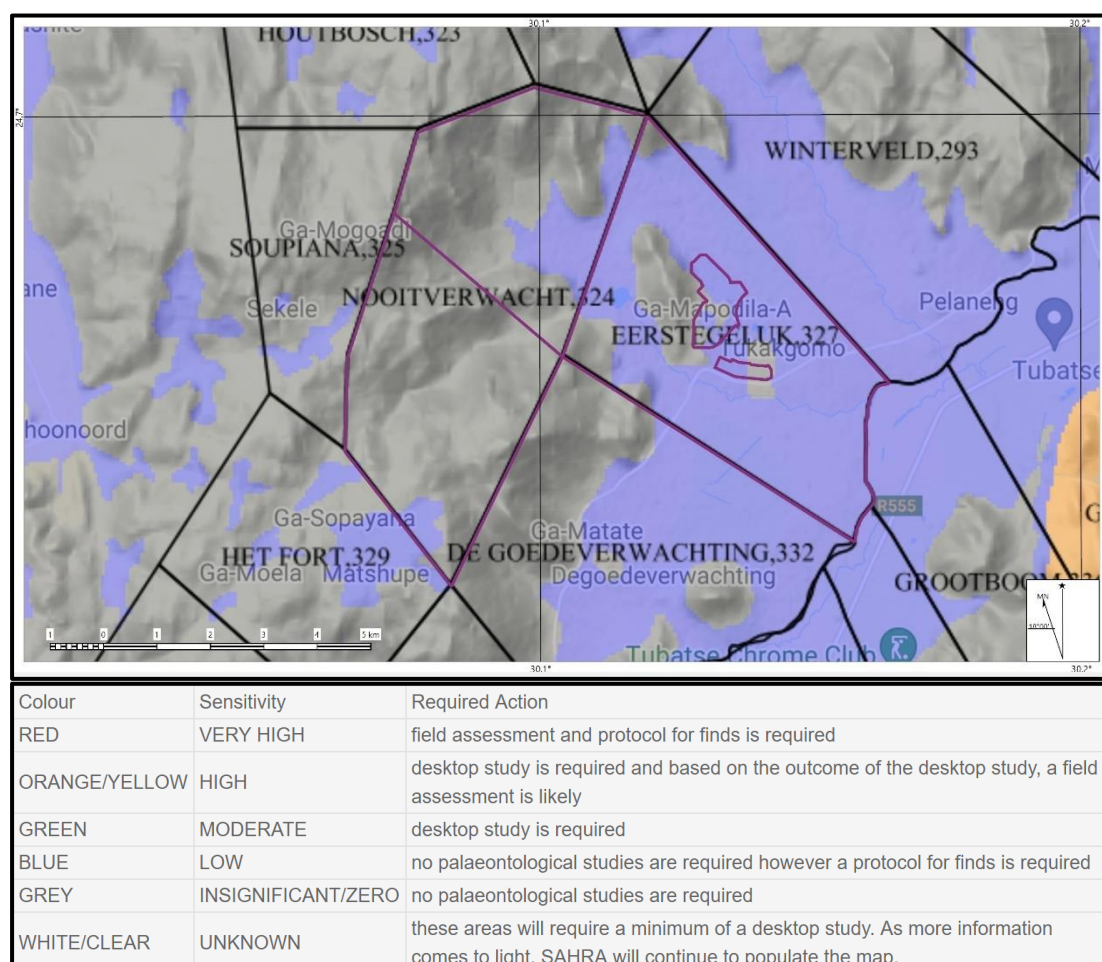 30.1°
30.2°
HOUTBOSCH,323
24.7°
WINTERVELD,293
Ga-Mogoadi
SOUPIANA,325
ane
Sekele
NOOITVERWACHT,324
Ga-Mapodila-A
Pelaneng
EERSTEGELUK,327
Tukakgomo
Tubatse
hoonoord
R555
Ga-Sopayana
Ga-Matate
HET FORT,329
DE GOEDEVERWACHTING,332
Ga-Moela
Matshupe
Degoedeverwachting
MN
10°00'
1 0 1 2 3 4 5 km
Tubatse Chrome Club
30.1°
30.2°
Colour Sensitivity Required Action
RED VERY HIGH field assessment and protocol for finds is required
ORANGE/YELLOW HIGH desktop study is required and based on the outcome of the desktop study, a field
assessment is likely
GREEN MODERATE desktop study is required
BLUE LOW no palaeontological studies are required however a protocol for finds is required
GREY INSIGNIFICANT/ZERO no palaeontological studies are required
WHITE/CLEAR UNKNOWN these areas will require a minimum of a desktop study. As more information
comes to light, SAHRA will continue to populate the map.